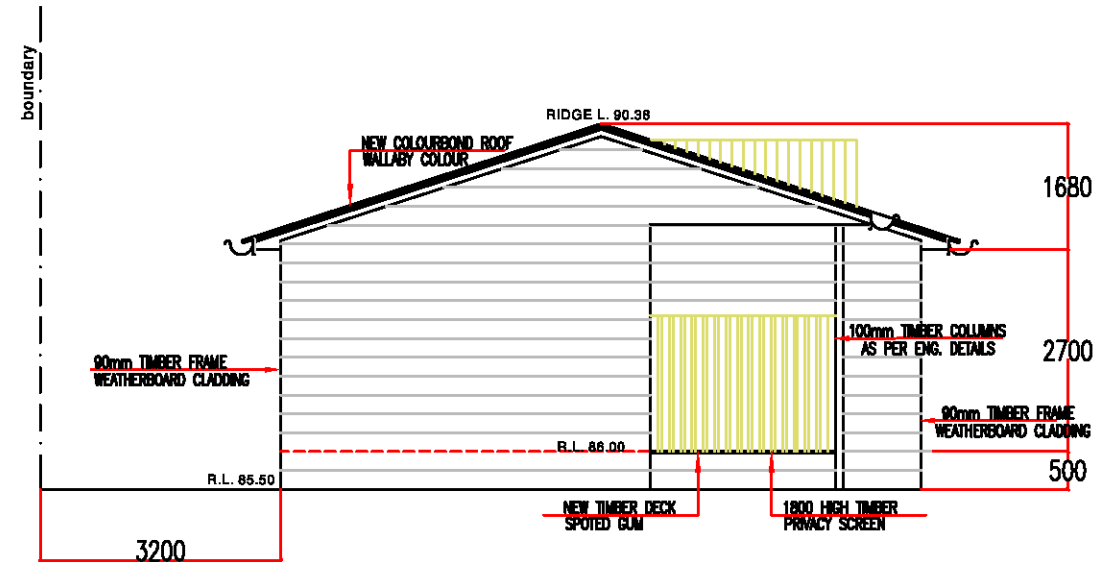 boundary
RIDGE L. 90.38
NEW COLOURBOND ROOF
WALLABY COLOUR
1680
100mm TIMBER COLUMNS
AS PER ENG. DETAILS
2700
90mm TIMBER FRAME
WEATHERBOARD CLADDING
90mm TIMBER FRAME
WEATHERBOARD CLADDING
R.L. 86.00
500
R.L. 85.50
NEW TIMBER DECK
SPOTED GUM
1800 HIGH TIMBER
PRIVACY SCREEN
3200